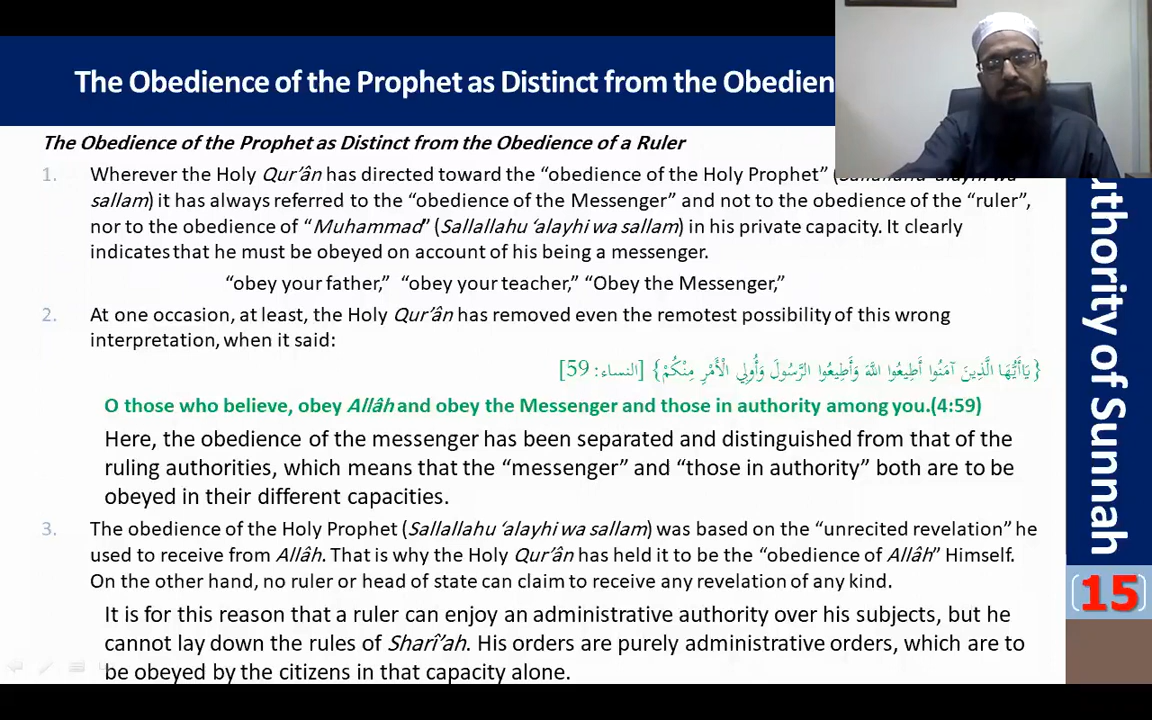 The Obedience of the Prophet as Distinct from the Obedien
The Obedience of the Prophet as Distinct from the Obedience of a Ruler
1. Wherever the Holy Qur’ân has directed toward the “obedience of the Holy Prophet” (
sallam) it has always referred to the “obedience of the Messenger” and not to the obedience of the “ruler”,
nor to the obedience of “Muhammad” (Sallallahu ‘alayhi wa sallam) in his private capacity. It clearly
indicates that he must be obeyed on account of his being a messenger.
“obey your father,” “obey your teacher,” “Obey the Messenger,”
2. At one occasion, at least, the Holy Qur’ân has removed even the remotest possibility of this wrong
interpretation, when it said:
{يَاأَيُّهَا الَّذِينَ آمَنُوا أَطِيعُوا اللَّهَ وَأَطِيعُوا الرَّسُولَ وَأُولِي الْأَمْرِ مِنْكُمْ} [النساء: 59]
O those who believe, obey Allâh and obey the Messenger and those in authority among you.(4:59)
Here, the obedience of the messenger has been separated and distinguished from that of the
ruling authorities, which means that the “messenger” and “those in authority” both are to be
obeyed in their different capacities.
3. The obedience of the Holy Prophet (Sallallahu ‘alayhi wa sallam) was based on the “unrecited revelation” he
used to receive from Allâh. That is why the Holy Qur’ân has held it to be the “obedience of Allâh” Himself.
On the other hand, no ruler or head of state can claim to receive any revelation of any kind.
It is for this reason that a ruler can enjoy an administrative authority over his subjects, but he
cannot lay down the rules of Sharî’ah. His orders are purely administrative orders, which are to
be obeyed by the citizens in that capacity alone.
uthority of Sunnah
15